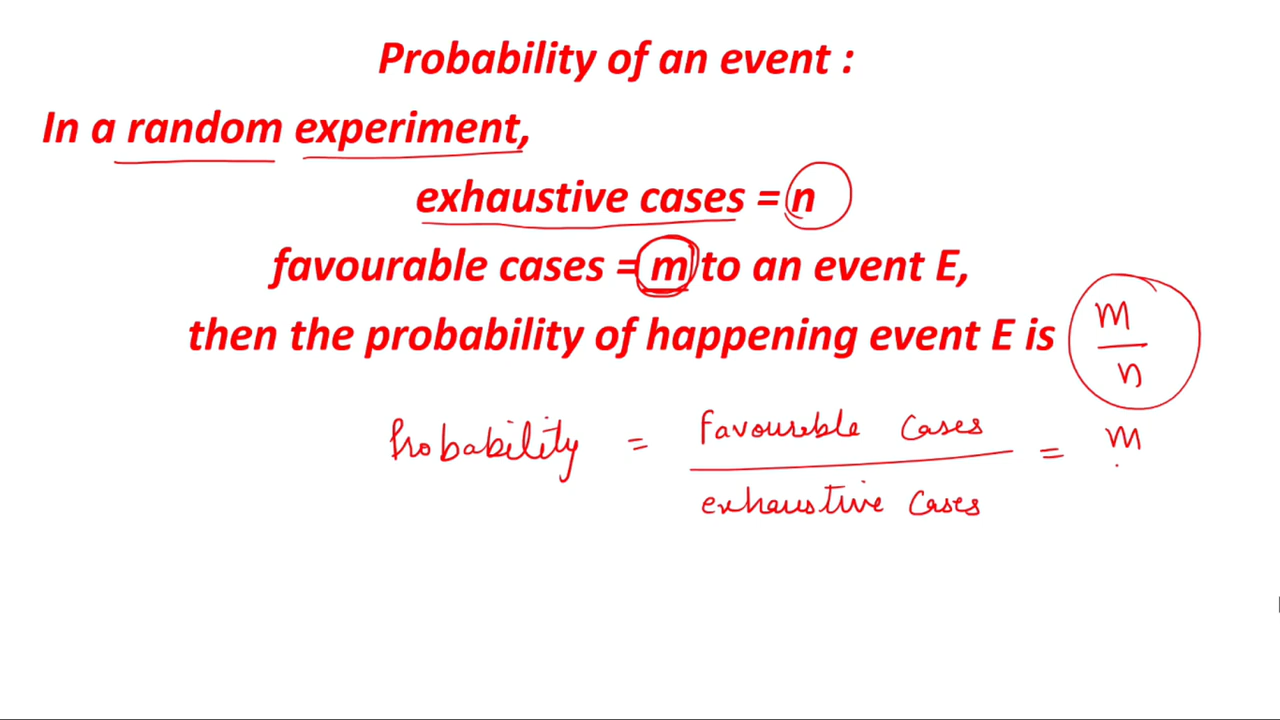 Probability of an event :
In a random experiment,
exhaustive cases = n
favourable cases = m to an event E,
then the probability of happening event E is m/n
Probability = Favourable cases / exhaustive cases = m